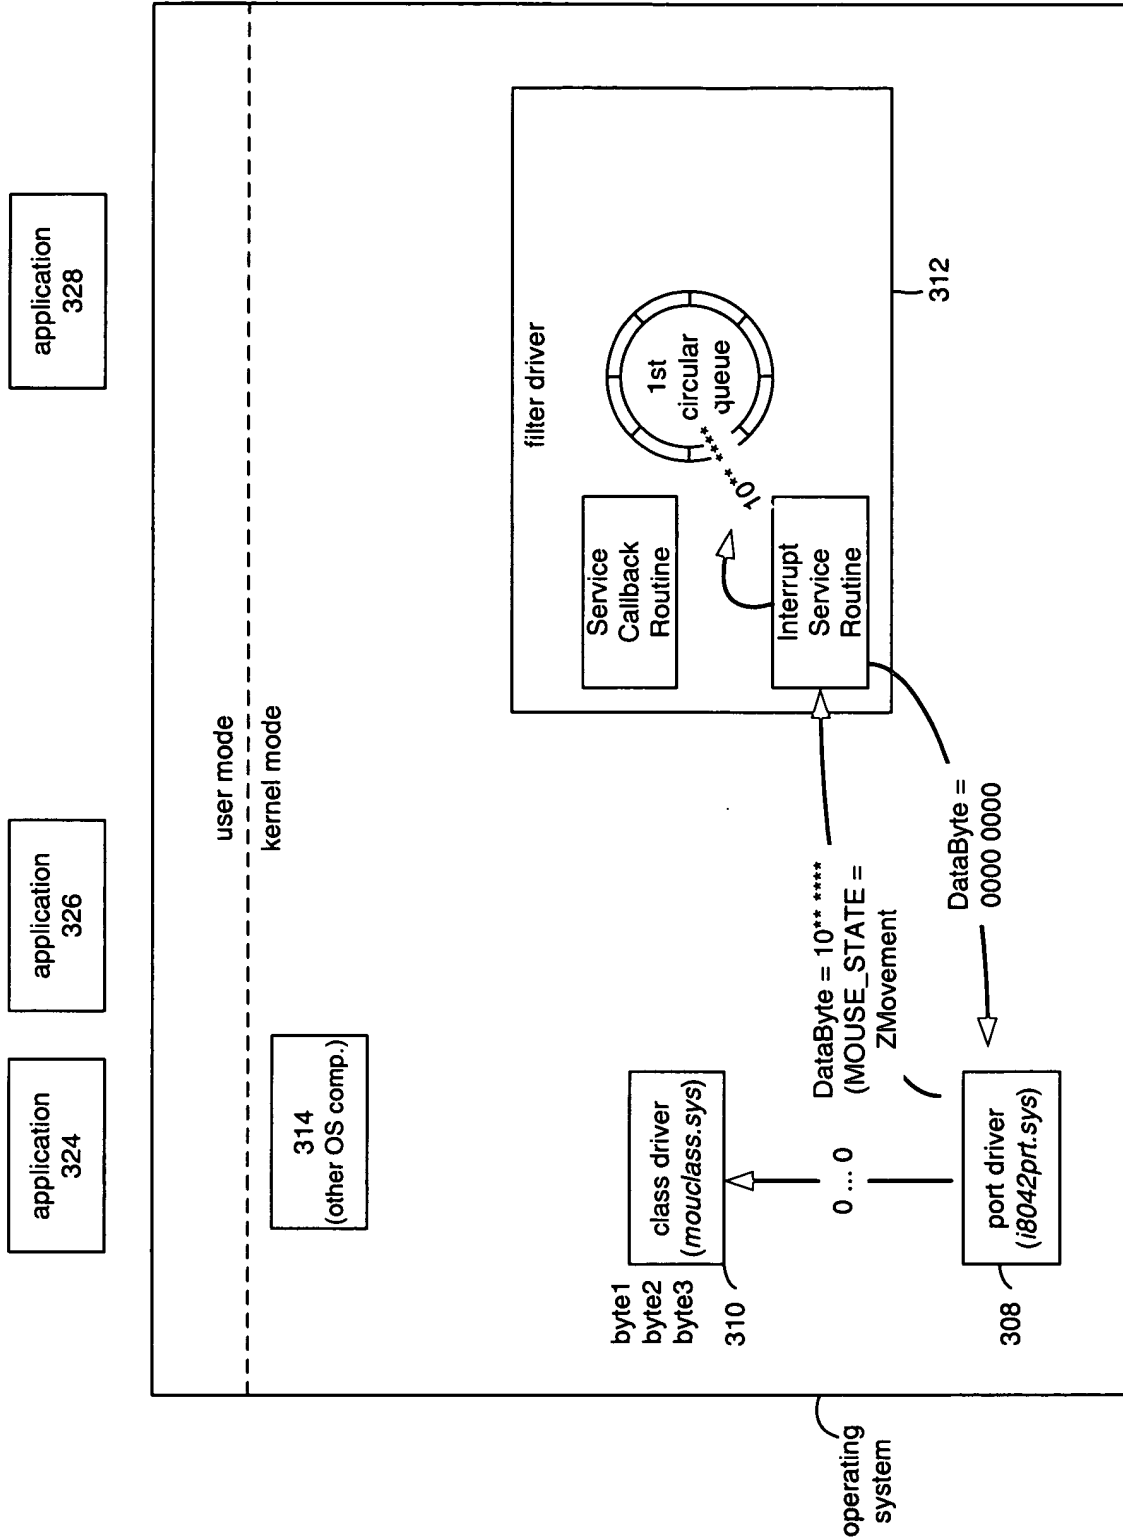 application
324
application
326
application
328
user mode
kernel mode
314
(other OS comp.)
filter driver
Service
Callback
Routine
1st
circular
queue
10** ****
Interrupt
Service
Routine
312
byte1
byte2
byte3
class driver
(mouclass.sys)
310
0 ... 0
DataByte = 10** ****
(MOUSE_STATE =
ZMovement
DataByte =
0000 0000
port driver
(i8042prt.sys)
308
operating
system